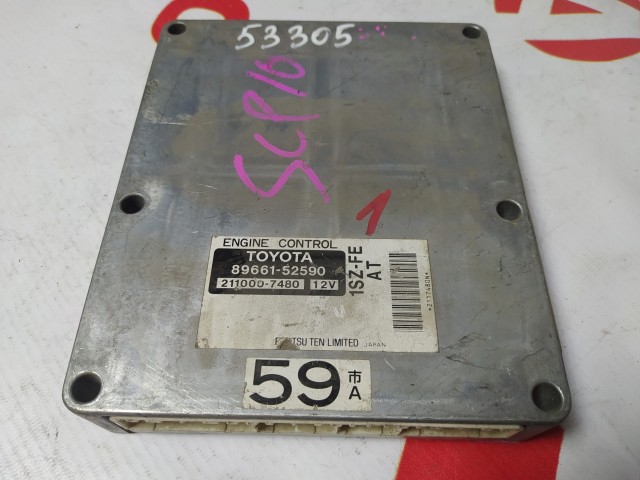 53305
SCP10
1
ENGINE CONTROL
TOYOTA
89661-52590
211000-7480 12V
1SZ-FE
AT
FUJITSU TEN LIMITED JAPAN
59 市 A